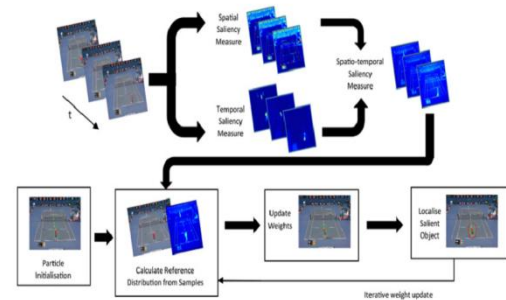 Spatial
Saliency
Measure
Spatio-temporal
Saliency
Measure
t
Temporal
Saliency
Measure
Particle
Initialisation
Calculate Reference
Distribution from Samples
Update
Weights
Localise
Salient
Object
Iterative weight update